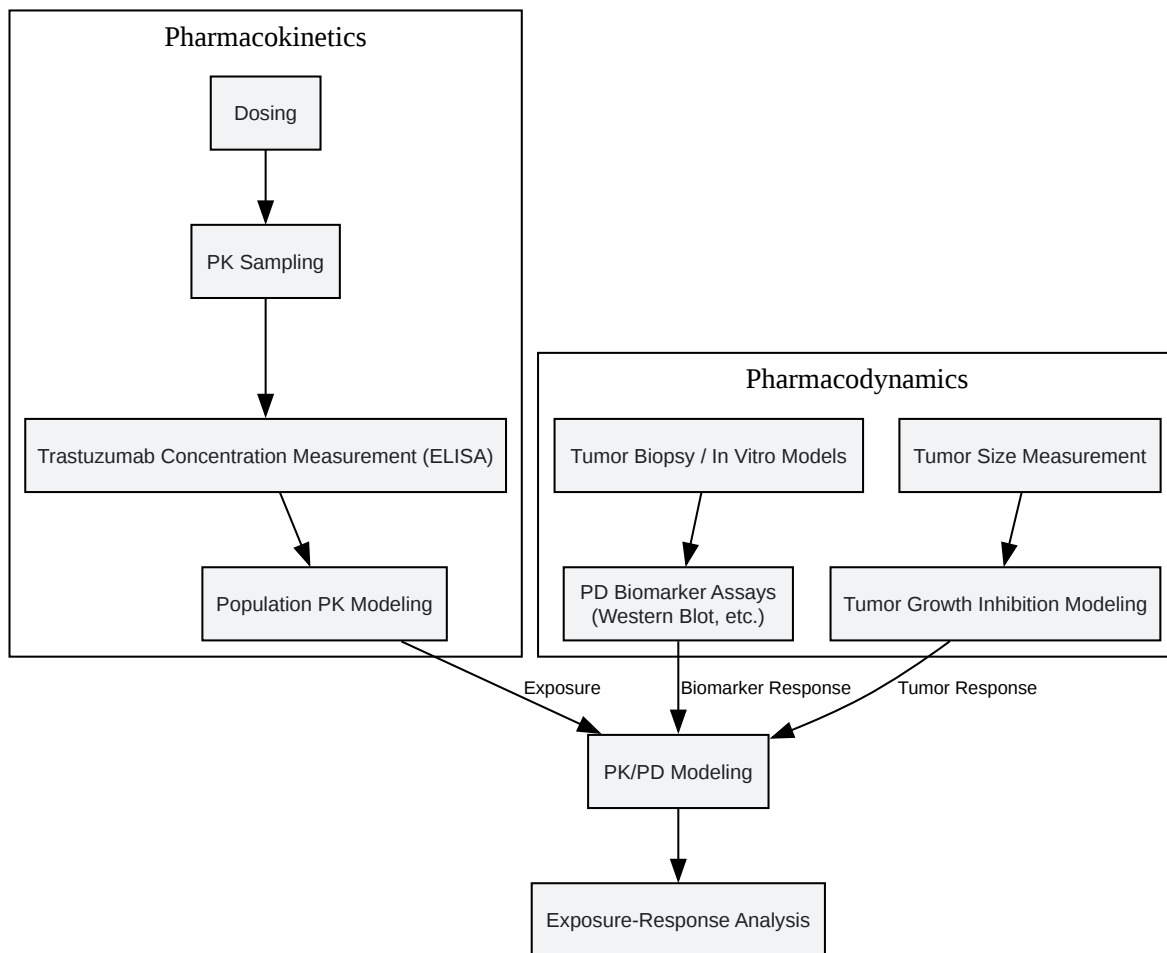 Pharmacokinetics
Dosing
PK Sampling
Trastuzumab Concentration Measurement (ELISA)
Population PK Modeling
Pharmacodynamics
Tumor Biopsy / In Vitro Models
Tumor Size Measurement
PD Biomarker Assays
(Western Blot, etc.)
Tumor Growth Inhibition Modeling
Exposure
Biomarker Response
Tumor Response
PK/PD Modeling
Exposure-Response Analysis